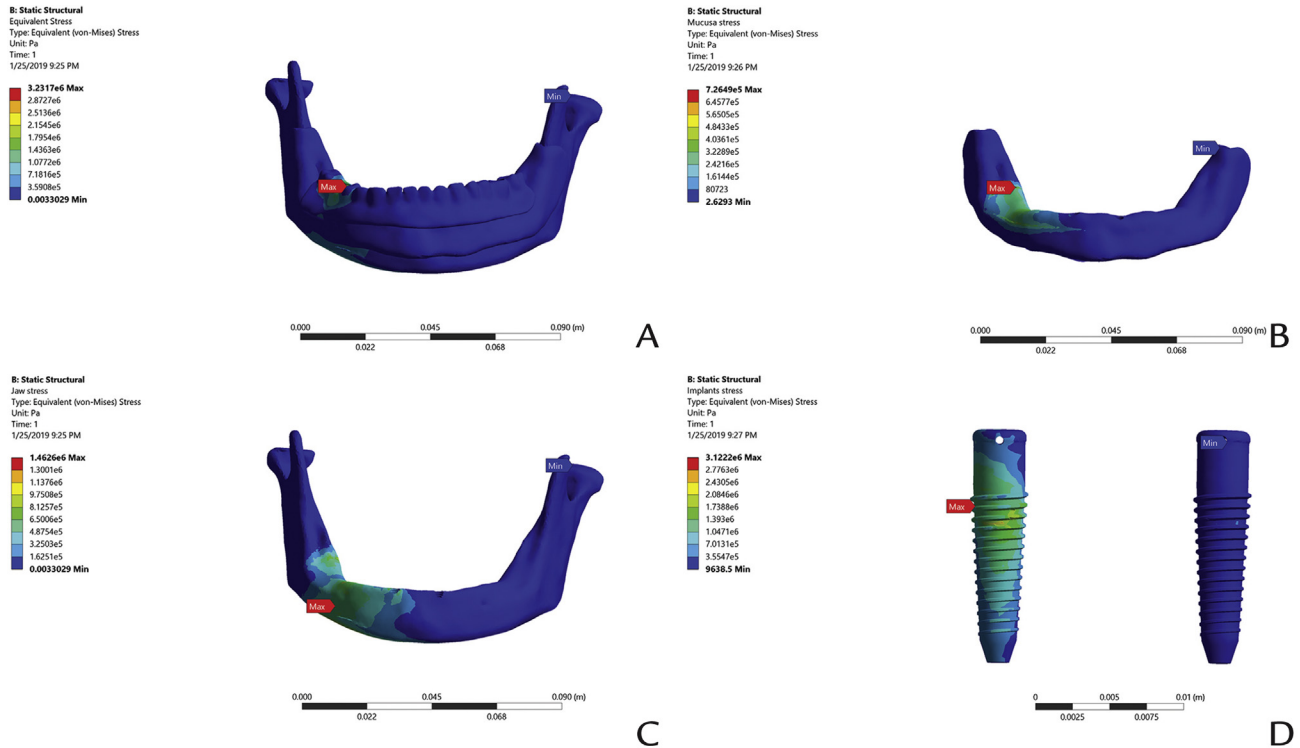 B: Static Structural
Equivalent Stress
Type: Equivalent (von-Mises) Stress
Unit: Pa
Time: 1
1/25/2019 9:25 PM
3.2317e6 Max
2.8727e6
2.5136e6
2.1545e6
1.7954e6
1.4363e6
1.0772e6
7.1816e5
3.5908e5
0.0033029 Min
Min
Max
0.000 0.045 0.090 (m)
0.022 0.068
A
B: Static Structural
Mucusa stress
Type: Equivalent (von-Mises) Stress
Unit: Pa
Time: 1
1/25/2019 9:26 PM
7.2649e5 Max
6.4577e5
5.6505e5
4.8433e5
4.0361e5
3.2289e5
2.4216e5
1.6144e5
80723
2.6293 Min
Min
Max
0.000 0.045 0.090 (m)
0.022 0.068
B
B: Static Structural
Jaw stress
Type: Equivalent (von-Mises) Stress
Unit: Pa
Time: 1
1/25/2019 9:25 PM
1.4626e6 Max
1.3001e6
1.1376e6
9.7508e5
8.1257e5
6.5006e5
4.8754e5
3.2503e5
1.6251e5
0.0033029 Min
Min
Max
0.000 0.045 0.090 (m)
0.022 0.068
C
B: Static Structural
Implants stress
Type: Equivalent (von-Mises) Stress
Unit: Pa
Time: 1
1/25/2019 9:27 PM
3.1222e6 Max
2.7763e6
2.4305e6
2.0846e6
1.7388e6
1.393e6
1.0471e6
7.0131e5
3.5547e5
9638.5 Min
Min
Max
0 0.005 0.01 (m)
0.0025 0.0075
D